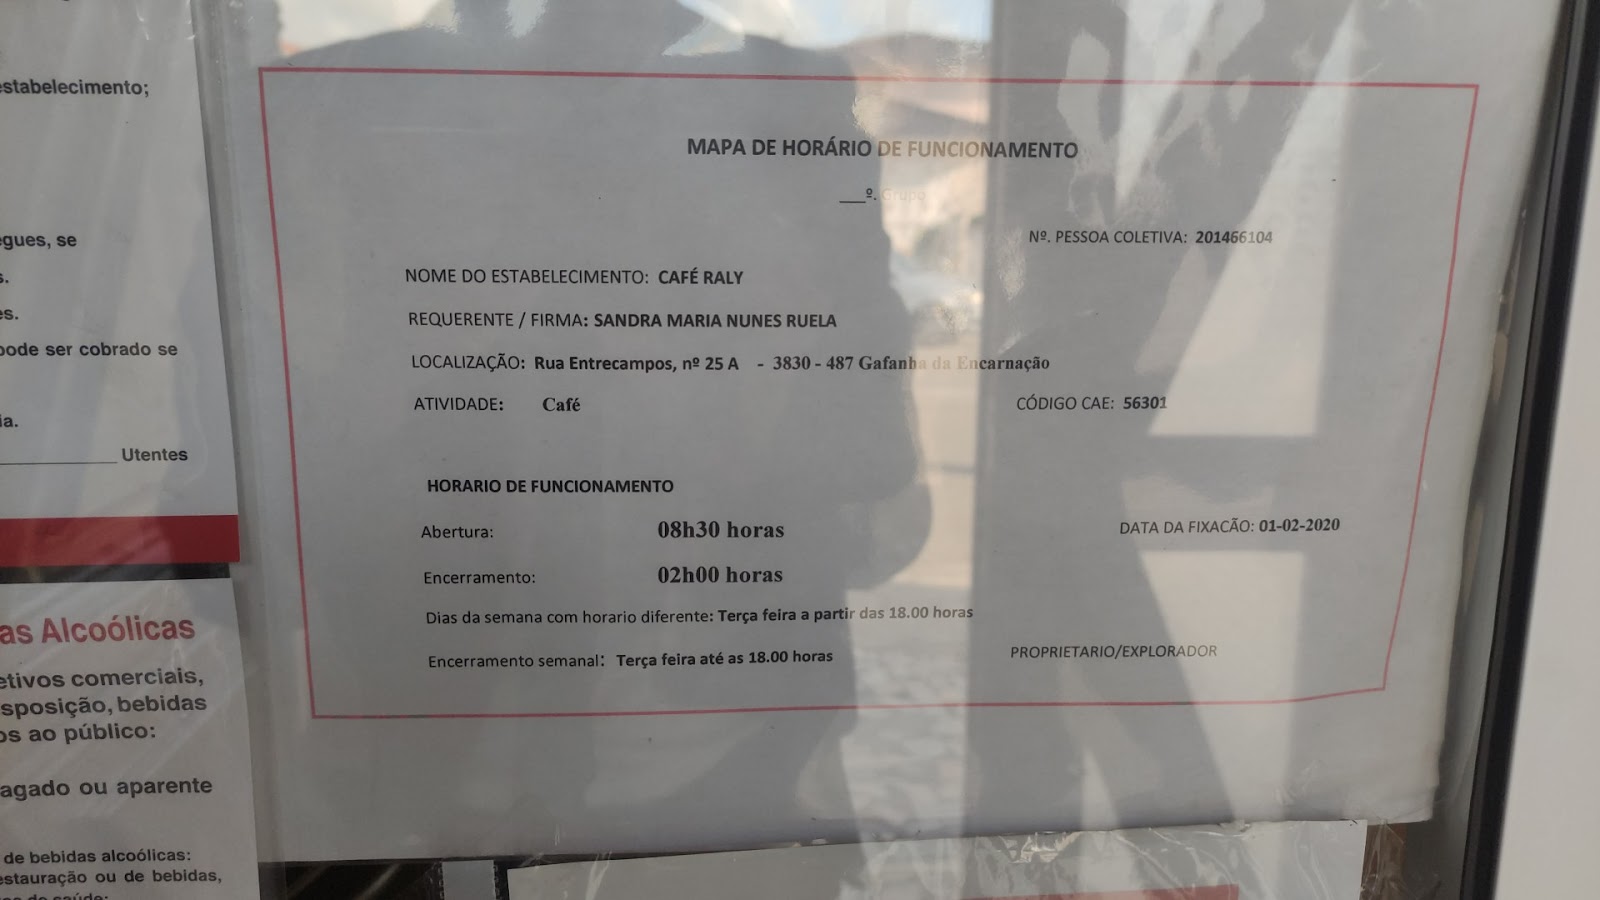 estabelecimento;
egues, se
s.
es.
pode ser cobrado se
ia.
Utentes
as Alcoólicas
etivos comerciais,
sposição, bebidas
os ao público:
agado ou aparente
de bebidas alcoólicas:
estauração ou de bebidas,
MAPA DE HORÁRIO DE FUNCIONAMENTO
___º. Grupo
Nº. PESSOA COLETIVA: 201466104
NOME DO ESTABELECIMENTO: CAFÉ RALY
REQUERENTE / FIRMA: SANDRA MARIA NUNES RUELA
LOCALIZAÇÃO: Rua Entrecampos, nº 25 A - 3830 - 487 Gafanha da Encarnação
ATIVIDADE: Café CÓDIGO CAE: 56301
HORARIO DE FUNCIONAMENTO
Abertura: 08h30 horas DATA DA FIXACÃO: 01-02-2020
Encerramento: 02h00 horas
Dias da semana com horario diferente: Terça feira a partir das 18.00 horas
Encerramento semanal: Terça feira até as 18.00 horas PROPRIETARIO/EXPLORADOR